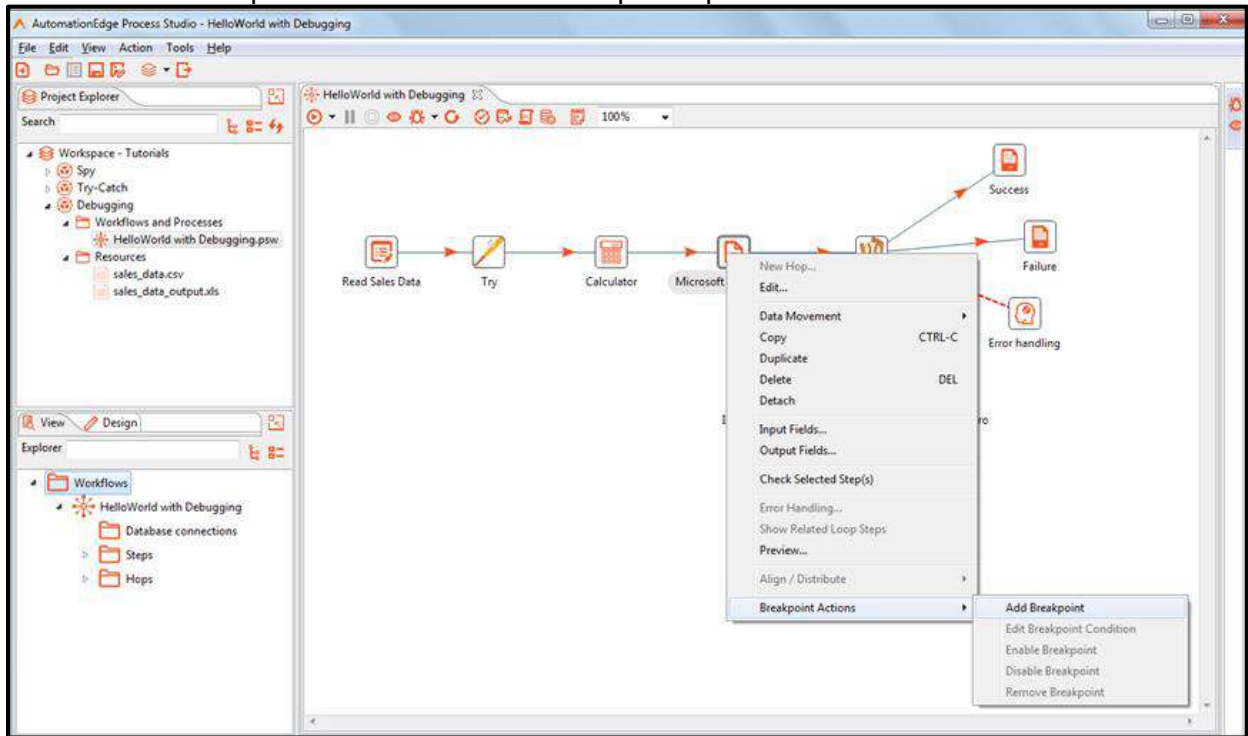 AutomationEdge Process Studio - HelloWorld with Debugging
File Edit View Action Tools Help
Project Explorer
Search
Workspace - Tutorials
Spy
Try-Catch
Debugging
Workflows and Processes
HelloWorld with Debugging.psw
Resources
sales_data.csv
sales_data_output.xls
View Design
Explorer
Workflows
HelloWorld with Debugging
Database connections
Steps
Hops
HelloWorld with Debugging
100%
Read Sales Data
Try
Calculator
Microsoft
Success
Failure
Error handling
New Hop...
Edit...
Data Movement
Copy CTRL-C
Duplicate
Delete DEL
Detach
Input Fields...
Output Fields...
Check Selected Step(s)
Error Handling...
Show Related Loop Steps
Preview...
Align / Distribute
Breakpoint Actions
Add Breakpoint
Edit Breakpoint Condition
Enable Breakpoint
Disable Breakpoint
Remove Breakpoint